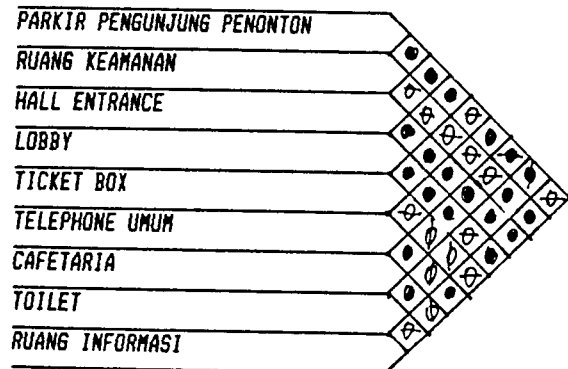 PARKIR PENGUNJUNG PENONTON
RUANG KEAMANAN
HALL ENTRANCE
LOBBY
TICKET BOX
TELEPHONE UMUM
CAFETARIA
TOILET
RUANG INFORMASI